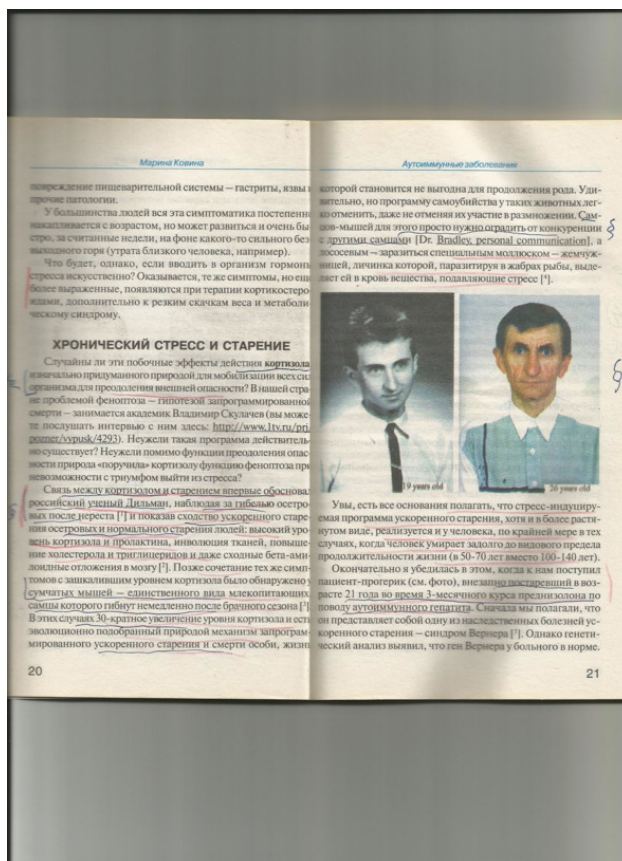 Марина Ковина
повреждение пищеварительной системы — гастриты, язвы и
прочие патологии.
У большинства людей вся эта симптоматика постепенно
накапливается с возрастом, но может развиться и очень бы-
стро, за считанные недели, на фоне какого-то сильного без-
выходного горя (утрата близкого человека, например).
Что будет, однако, если вводить в организм гормоны
стресса искусственно? Оказывается, те же симптомы, но еще
более выраженные, появляются при терапии кортикостеро-
идами, дополнительно к резким скачкам веса и метаболи-
ческому синдрому.
ХРОНИЧЕСКИЙ СТРЕСС И СТАРЕНИЕ
Случайны ли эти побочные эффекты действия кортизола,
изначально придуманного природой для мобилизации всех сил
организма для преодоления внешней опасности? В нашей стра-
не проблемой феноптоза — гипотезой запрограммированной
смерти — занимается академик Владимир Скулачев (вы може-
те послушать интервью с ним здесь: http://www.1tv.ru/prj/
pozner/vypusk/4293). Неужели такая программа действитель-
но существует? Неужели помимо функции преодоления опас-
ности природа «поручила» кортизолу функцию феноптоза при
невозможности с триумфом выйти из стресса?
Связь между кортизолом и старением впервые обосновал
российский ученый Дильман, наблюдая за гибелью осетро-
вых после нереста [¹] и показав сходство ускоренного старе-
ния осетровых и нормального старения людей: высокий уро-
вень кортизола и пролактина, инволюция тканей, повыше-
ние холестерола и триглицеридов и даже сходные бета-ами-
лоидные отложения в мозгу [²]. Позже сочетание тех же симп-
томов с зашкалившим уровнем кортизола было обнаружено у
сумчатых мышей — единственного вида млекопитающих,
самцы которого гибнут немедленно после брачного сезона [³].
В этих случаях 30-кратное увеличение уровня кортизола и есть
эволюционно подобранный природой механизм запрограм-
мированного ускоренного старения и смерти особи, жизнь
20
Аутоиммунные заболевания
которой становится не выгодна для продолжения рода. Уди-
вительно, но программу самоубийства у таких животных лег-
ко отменить, даже не отменяя их участие в размножении. Сам-
цов-мышей для этого просто нужно оградить от конкуренции
с другими самцами [Dr. Bradley, personal communication], а
лососевым — заразиться специальным моллюском — жемчуж-
ницей, личинка которой, паразитируя в жабрах рыбы, выде-
ляет ей в кровь вещества, подавляющие стресс [⁴].
19 years old
26 years old
Увы, есть все основания полагать, что стресс-индуциру-
емая программа ускоренного старения, хотя и в более растя-
нутом виде, реализуется и у человека, по крайней мере в тех
случаях, когда человек умирает задолго до видового предела
продолжительности жизни (в 50-70 лет вместо 100-140 лет).
Окончательно я убедилась в этом, когда к нам поступил
пациент-прогерик (см. фото), внезапно постаревший в воз-
расте 21 года во время 3-месячного курса преднизолона по
поводу аутоиммунного гепатита. Сначала мы полагали, что
он представляет собой одну из наследственных болезней ус-
коренного старения — синдром Вернера [⁵]. Однако генети-
ческий анализ выявил, что ген Вернера у больного в норме.
21